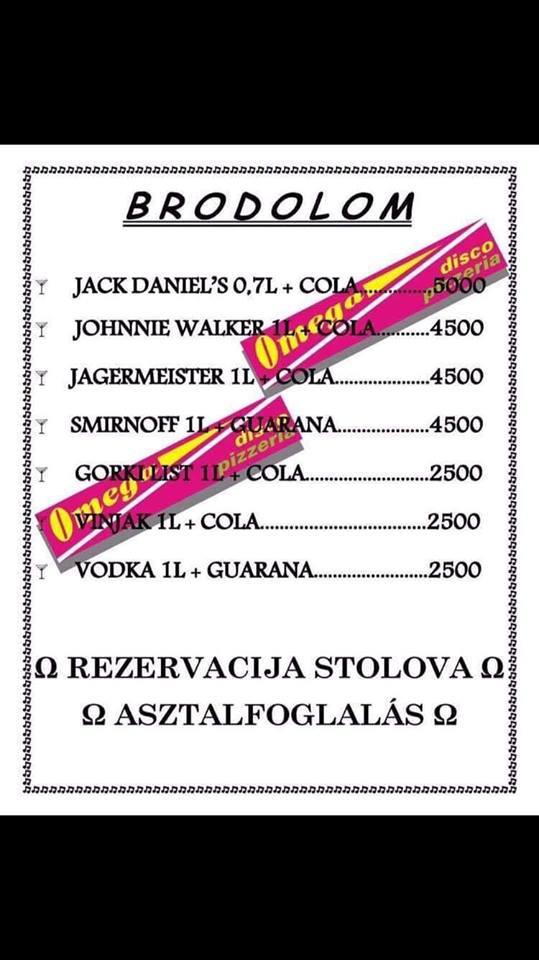 BRODOLOM
JACK DANIEL'S 0,7L + COLA..............5000
JOHNNIE WALKER 1L + COLA..........4500
JAGERMEISTER 1L + COLA..................4500
SMIRNOFF 1L + GUARANA.................4500
GORKI LIST 1L + COLA.......................2500
VINJAK 1L + COLA...............................2500
VODKA 1L + GUARANA.....................2500
Omega disco pizzeria
Omega disco pizzeria
Ω REZERVACIJA STOLOVA Ω
Ω ASZTALFOGLALÁS Ω